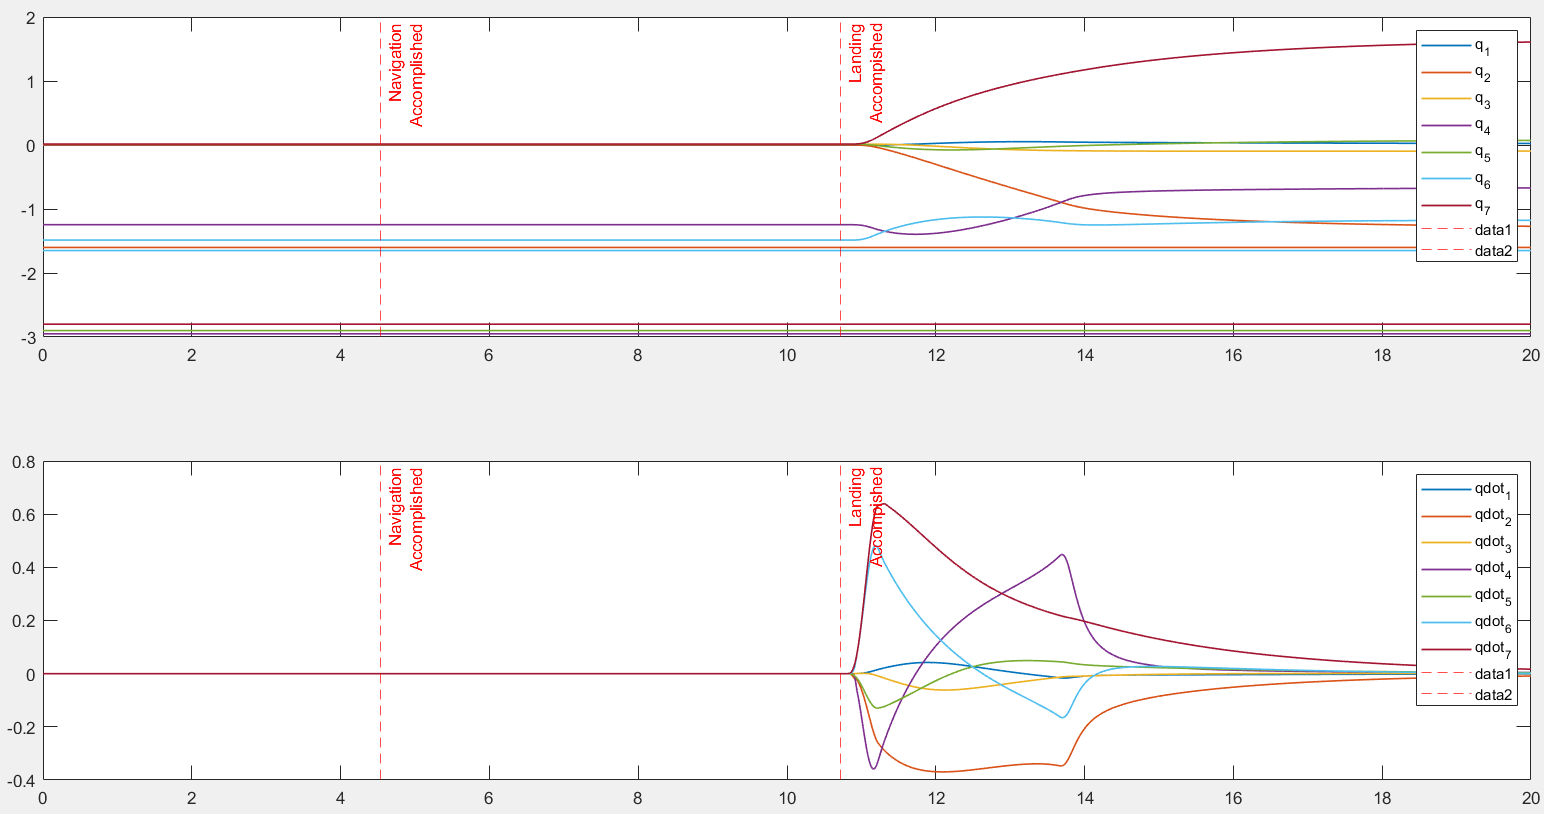 2
1
0
-1
-2
-3
0 2 4 6 8 10 12 14 16 18 20
Navigation
Accomplished
Landing
Accompished
q1
q2
q3
q4
q5
q6
q7
data1
data2
0.8
0.6
0.4
0.2
0
-0.2
-0.4
0 2 4 6 8 10 12 14 16 18 20
Navigation
Accomplished
Landing
Accompished
qdot1
qdot2
qdot3
qdot4
qdot5
qdot6
qdot7
data1
data2